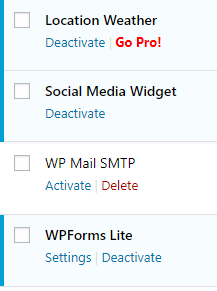 Location Weather
Deactivate | Go Pro!
Social Media Widget
Deactivate
WP Mail SMTP
Activate | Delete
WPForms Lite
Settings | Deactivate